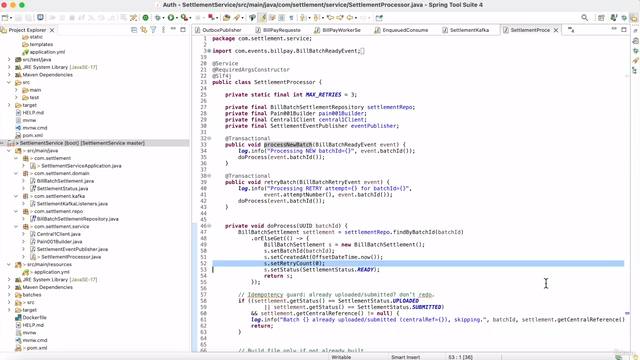 Auth - SettlementService/src/main/java/com/settlement/service/SettlementProcessor.java - Spring Tool Suite 4
Project Explorer
static
templates
application.yml
src/test/java
JRE System Library [JavaSE-17]
Maven Dependencies
src
main
test
target
HELP.md
mvnw
mvnw.cmd
pom.xml
SettlementService [boot] [SettlementService master]
src/main/java
com.settlement
SettlementServiceApplication.java
com.settlement.domain
BillBatchSettlement.java
SettlementStatus.java
com.settlement.kafka
SettlementKafkaListeners.java
com.settlement.repository
BillBatchSettlementRepository.java
com.settlement.service
Central1Client.java
Pain001Builder.java
SettlementEventPublisher.java
SettlementProcessor.java
src/main/resources
application.yml
src/test/java
JRE System Library [JavaSE-17]
Maven Dependencies
batches
src
target
Dockerfile
HELP.md
mvnw
mvnw.cmd
pom.xml
OutboxPublisher
BillPayReqeusto
BillPayWorkerSe
EnqueuedConsume
SettlementKafka
SettlementProce
1 package com.settlement.service;
3 import com.events.billpay.BillBatchReadyEvent;
@Service
@RequiredArgsConstructor
@Slf4j
public class SettlementProcessor {
private static final int MAX_RETRIES = 3;
private final BillBatchSettlementRepository settlementRepo;
private final Pain001Builder pain001Builder;
private final Central1Client central1Client;
private final SettlementEventPublisher eventPublisher;
@Transactional
public void processNewBatch(BillBatchReadyEvent event) {
log.info("Processing NEW batchId={}", event.batchId());
doProcess(event.batchId());
}
@Transactional
public void retryBatch(BillBatchRetryEvent event) {
log.info("Processing RETRY attempt={} for batchId={}",
event.attemptNumber(), event.batchId());
doProcess(event.batchId());
}
private void doProcess(UUID batchId) {
BillBatchSettlement settlement = settlementRepo.findByBatchId(batchId)
.orElseGet(() -> {
BillBatchSettlement s = new BillBatchSettlement();
s.setBatchId(batchId);
s.setCreatedAt(OffsetDateTime.now());
s.setRetryCount(0);
s.setStatus(SettlementStatus.READY);
return s;
});
// Idempotency guard: already uploaded/submitted? don't redo.
if ((settlement.getStatus() == SettlementStatus.UPLOADED
|| settlement.getStatus() == SettlementStatus.SUBMITTED)
&& settlement.getCentralReference() != null) {
log.info("Batch {} already uploaded/submitted (centralRef={}), skipping.", batchId, settlement.getCentralReference()
return;
}
// Build file only if not already built
Writable
Smart Insert
53 : 1 [36]